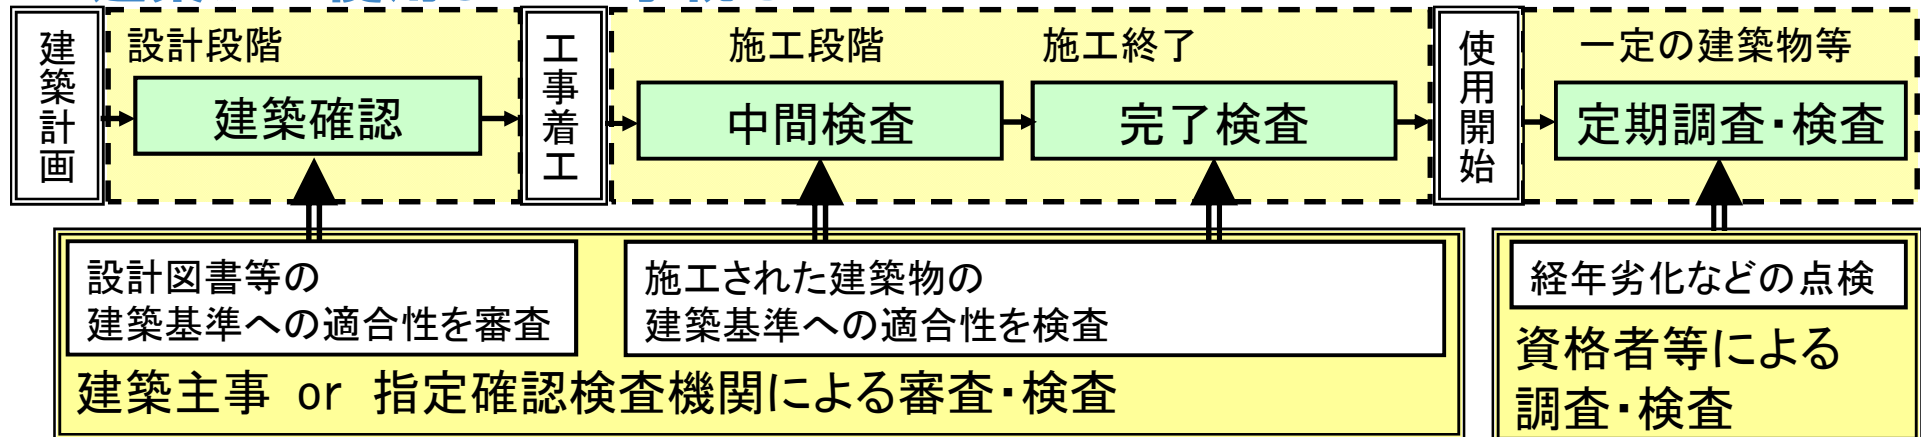 建築計画
設計段階
建築確認
工事着工
施工段階
中間検査
施工終了
完了検査
使用開始
一定の建築物等
定期調査・検査
設計図書等の
建築基準への適合性を審査
施工された建築物の
建築基準への適合性を検査
建築主事 or 指定確認検査機関による審査・検査
経年劣化などの点検
資格者等による
調査・検査